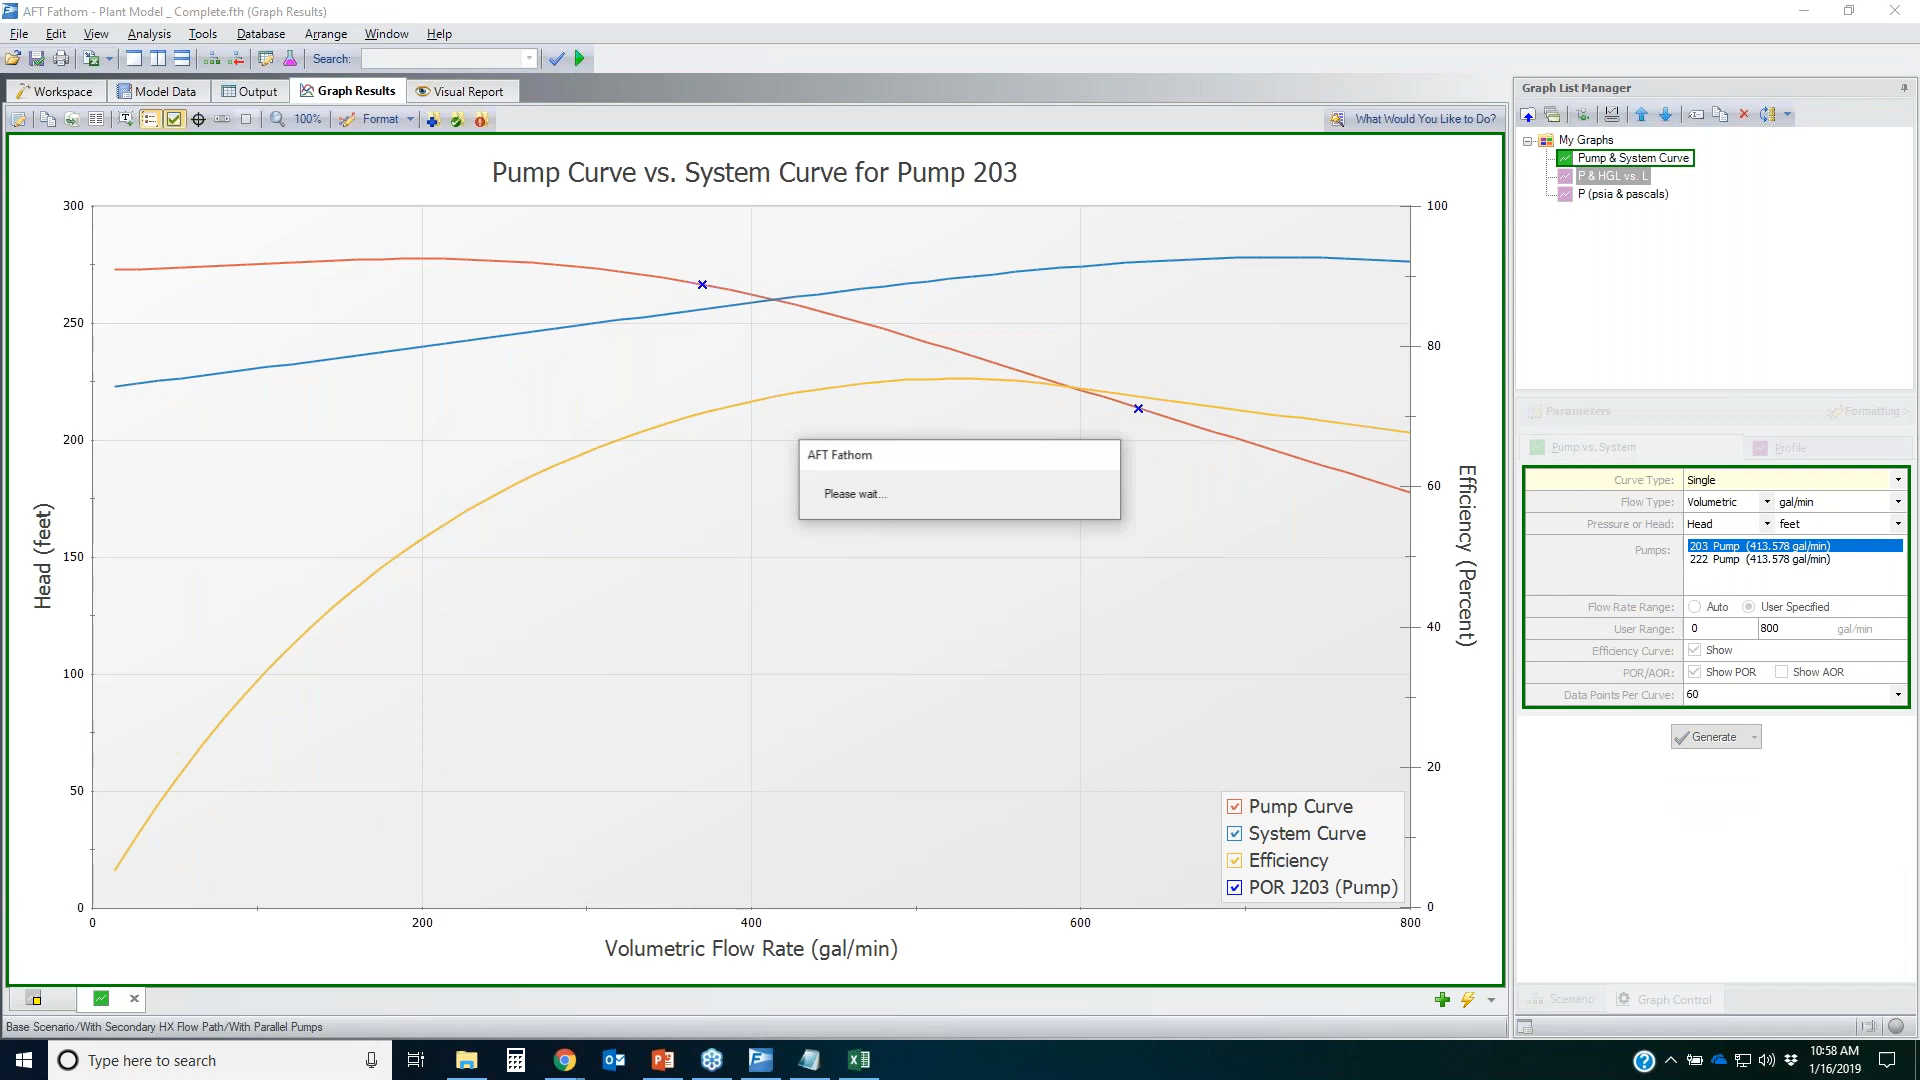 AFT Fathom - Plant Model _ Complete.fth (Graph Results)
File Edit View Analysis Tools Database Arrange Window Help
Search:
Workspace Model Data Output Graph Results Visual Report
100% Format What Would You Like to Do?
Pump Curve vs. System Curve for Pump 203
300
250
200
150
100
50
0
Head (feet)
100
80
60
40
20
0
Efficiency (Percent)
0 200 400 600 800
Volumetric Flow Rate (gal/min)
Pump Curve
System Curve
Efficiency
POR J203 (Pump)
AFT Fathom
Please wait...
Graph List Manager
My Graphs
Pump & System Curve
P & HGL vs. L
P (psia & pascals)
Parameters Formatting >
Pump vs. System Profile
Curve Type: Single
Flow Type: Volumetric gal/min
Pressure or Head: Head feet
Pumps: 203 Pump (413.578 gal/min)
222 Pump (413.578 gal/min)
Flow Rate Range: Auto User Specified
User Range: 0 800 gal/min
Efficiency Curve: Show
POR/AOR: Show POR Show AOR
Data Points Per Curve: 60
Generate
Scenario Graph Control
Base Scenario/With Secondary HX Flow Path/With Parallel Pumps
Type here to search
10:58 AM
1/16/2019